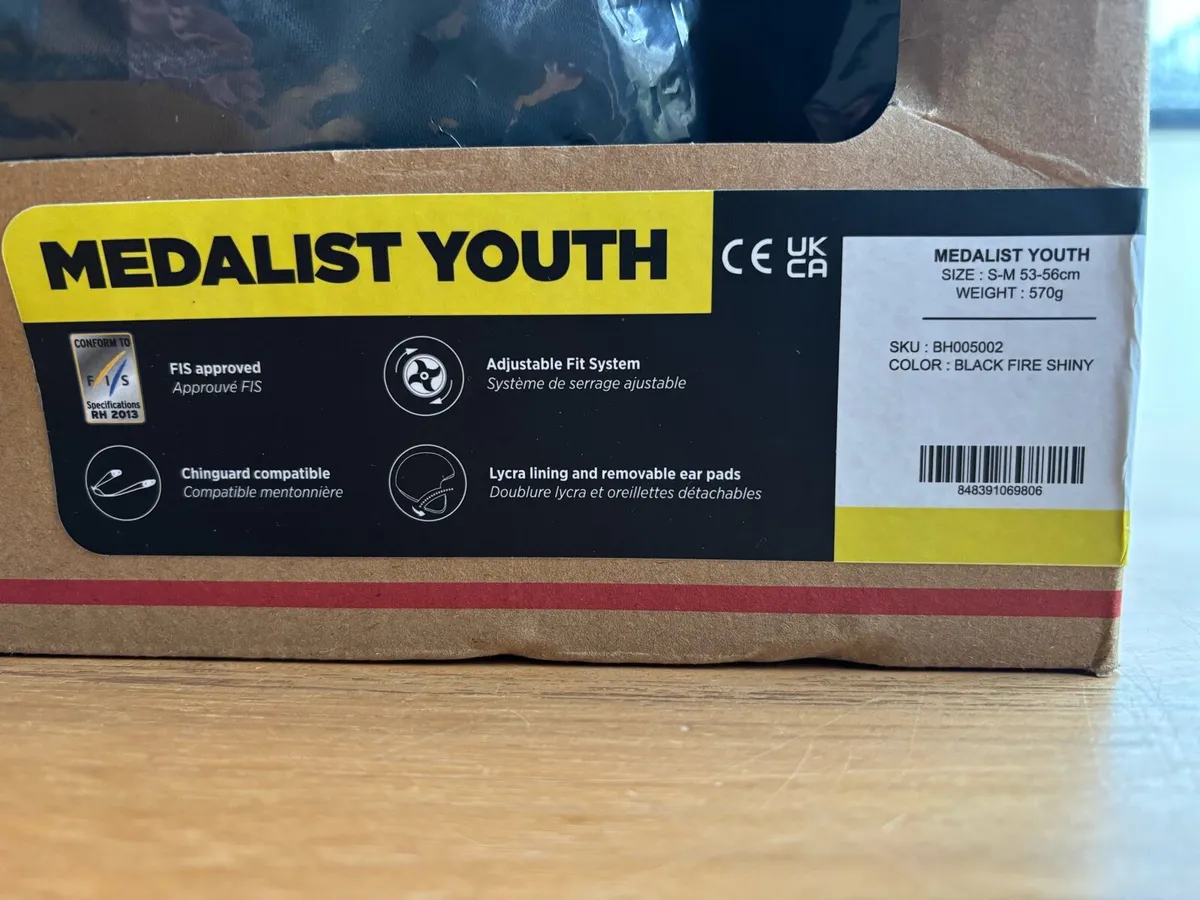 MEDALIST YOUTH
CE UK
CA
CONFORM TO
FIS
Specifications
RH 2013
FIS approved
Approuvé FIS
Adjustable Fit System
Système de serrage ajustable
Chinguard compatible
Compatible mentonnière
Lycra lining and removable ear pads
Doublure lycra et oreillettes détachables
MEDALIST YOUTH
SIZE : S-M 53-56cm
WEIGHT : 570g
SKU : BH005002
COLOR : BLACK FIRE SHINY
848391069806